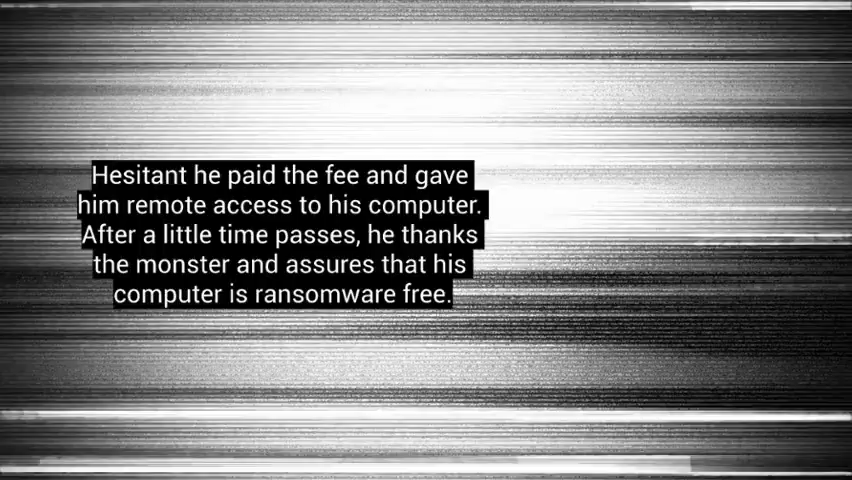 Hesitant he paid the fee and gave
him remote access to his computer.
After a little time passes, he thanks
the monster and assures that his
computer is ransomware free.